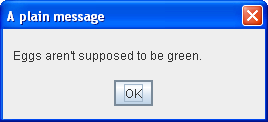 A plain message
Eggs aren't supposed to be green.
OK